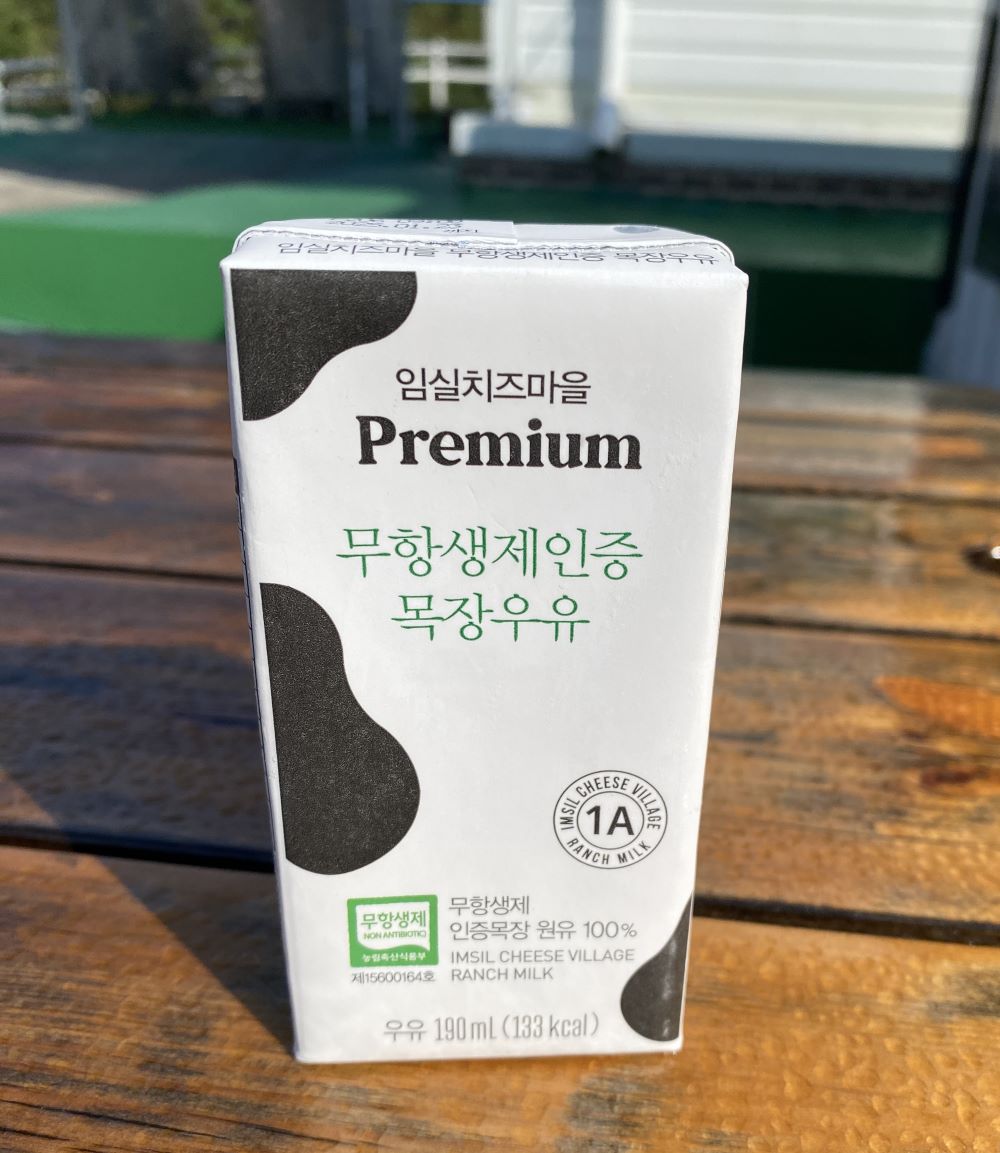 임실치즈마을 무항생제인증 목장우유
임실치즈마을
Premium
무항생제인증
목장우유
IMSIL CHEESE VILLAGE
1A
RANCH MILK
무항생제
NON ANTIBIOTIC
농림축산식품부
제15600164호
무항생제
인증목장 원유 100%
IMSIL CHEESE VILLAGE
RANCH MILK
우유 190mL (133 kcal)